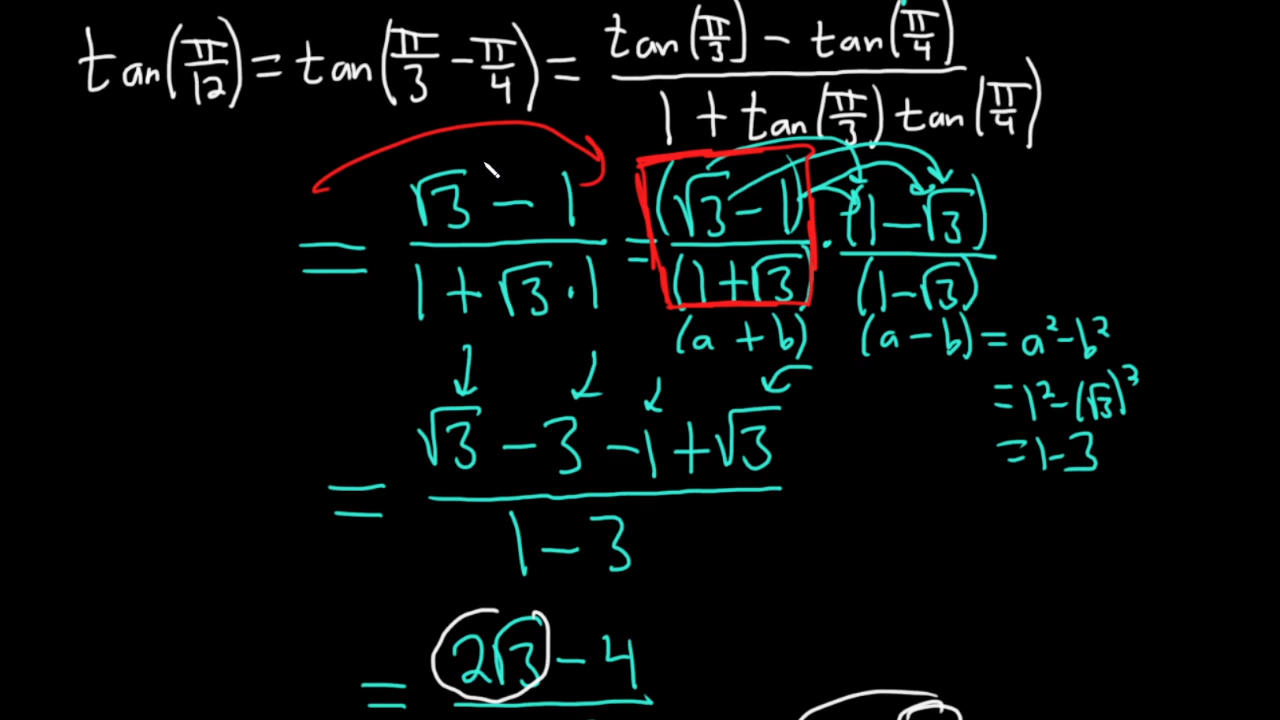 tan(π/12) = tan(π/3 - π/4) = (tan(π/3) - tan(π/4)) / (1 + tan(π/3) tan(π/4))
= (√3 - 1) / (1 + √3 · 1) = (√3 - 1) / (1 + √3) · (1 - √3) / (1 - √3)
(a + b) (a - b) = a² - b²
= 1² - (√3)²
= 1 - 3
= (√3 - 3 - 1 + √3) / (1 - 3)
= 2√3 - 4